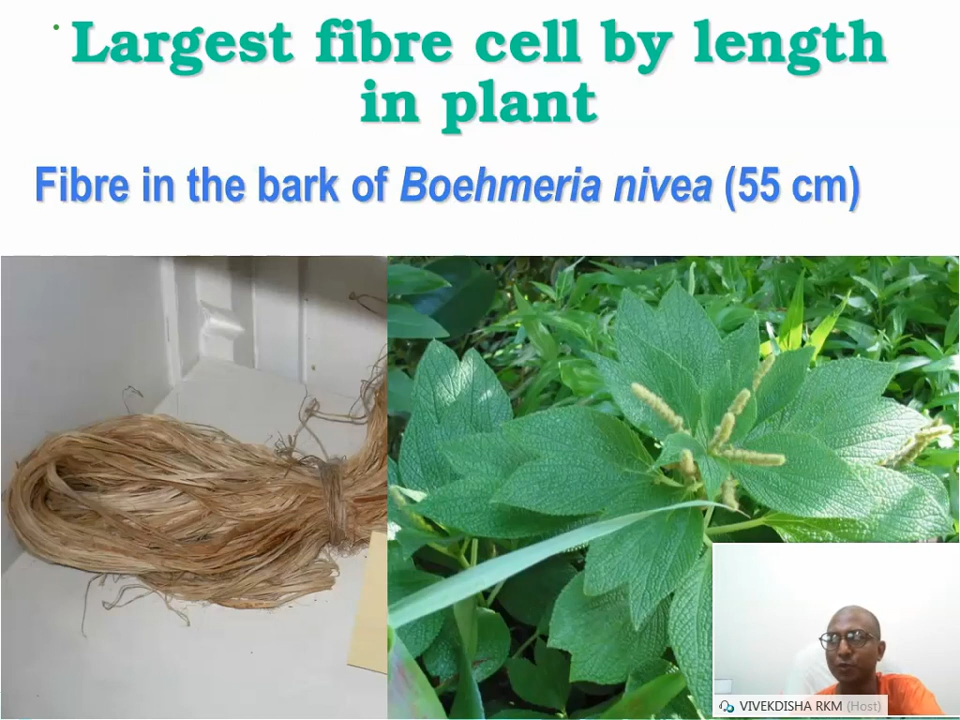 Largest fibre cell by length
in plant
Fibre in the bark of Boehmeria nivea (55 cm)
VIVEKDISHA RKM (Host)